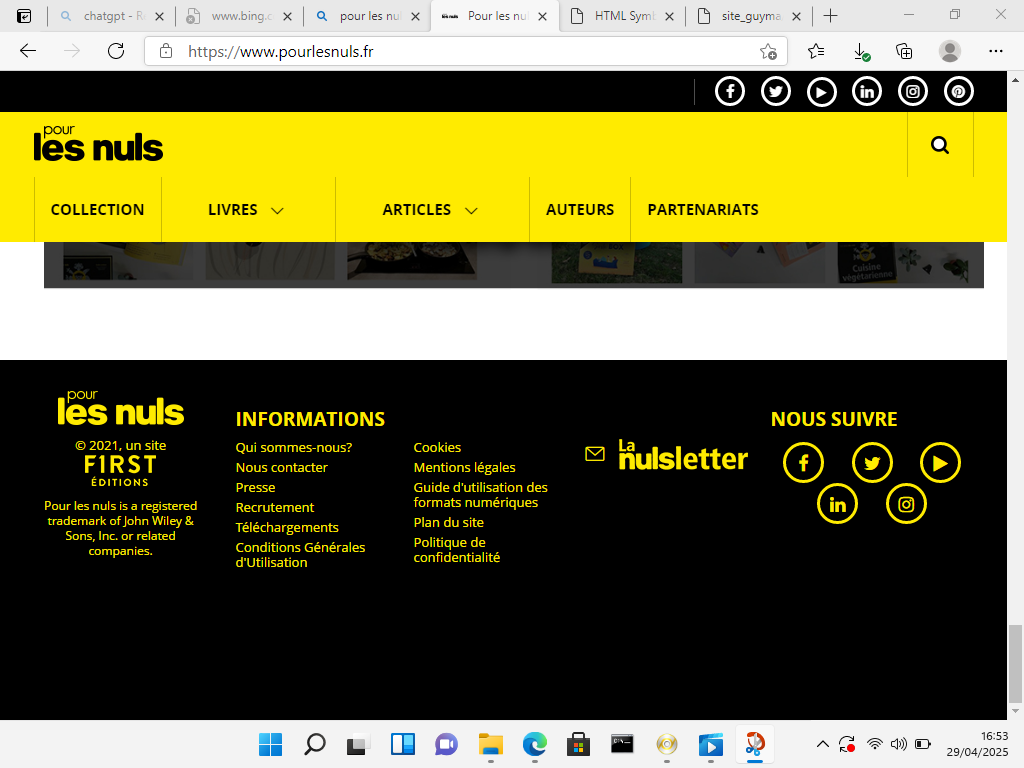 chatgpt - R
www.bing.c
pour les nul
Pour les nul
HTML Symb
site_guyma
https://www.pourlesnuls.fr
pour
les nuls
COLLECTION
LIVRES
ARTICLES
AUTEURS
PARTENARIATS
Cuisine
végétarienne
pour
les nuls
© 2021, un site
F1RST
ÉDITIONS
Pour les nuls is a registered
trademark of John Wiley &
Sons, Inc. or related
companies.
INFORMATIONS
Qui sommes-nous?
Nous contacter
Presse
Recrutement
Téléchargements
Conditions Générales
d'Utilisation
Cookies
Mentions légales
Guide d'utilisation des
formats numériques
Plan du site
Politique de
confidentialité
La
nulsletter
NOUS SUIVRE
16:53
29/04/2025